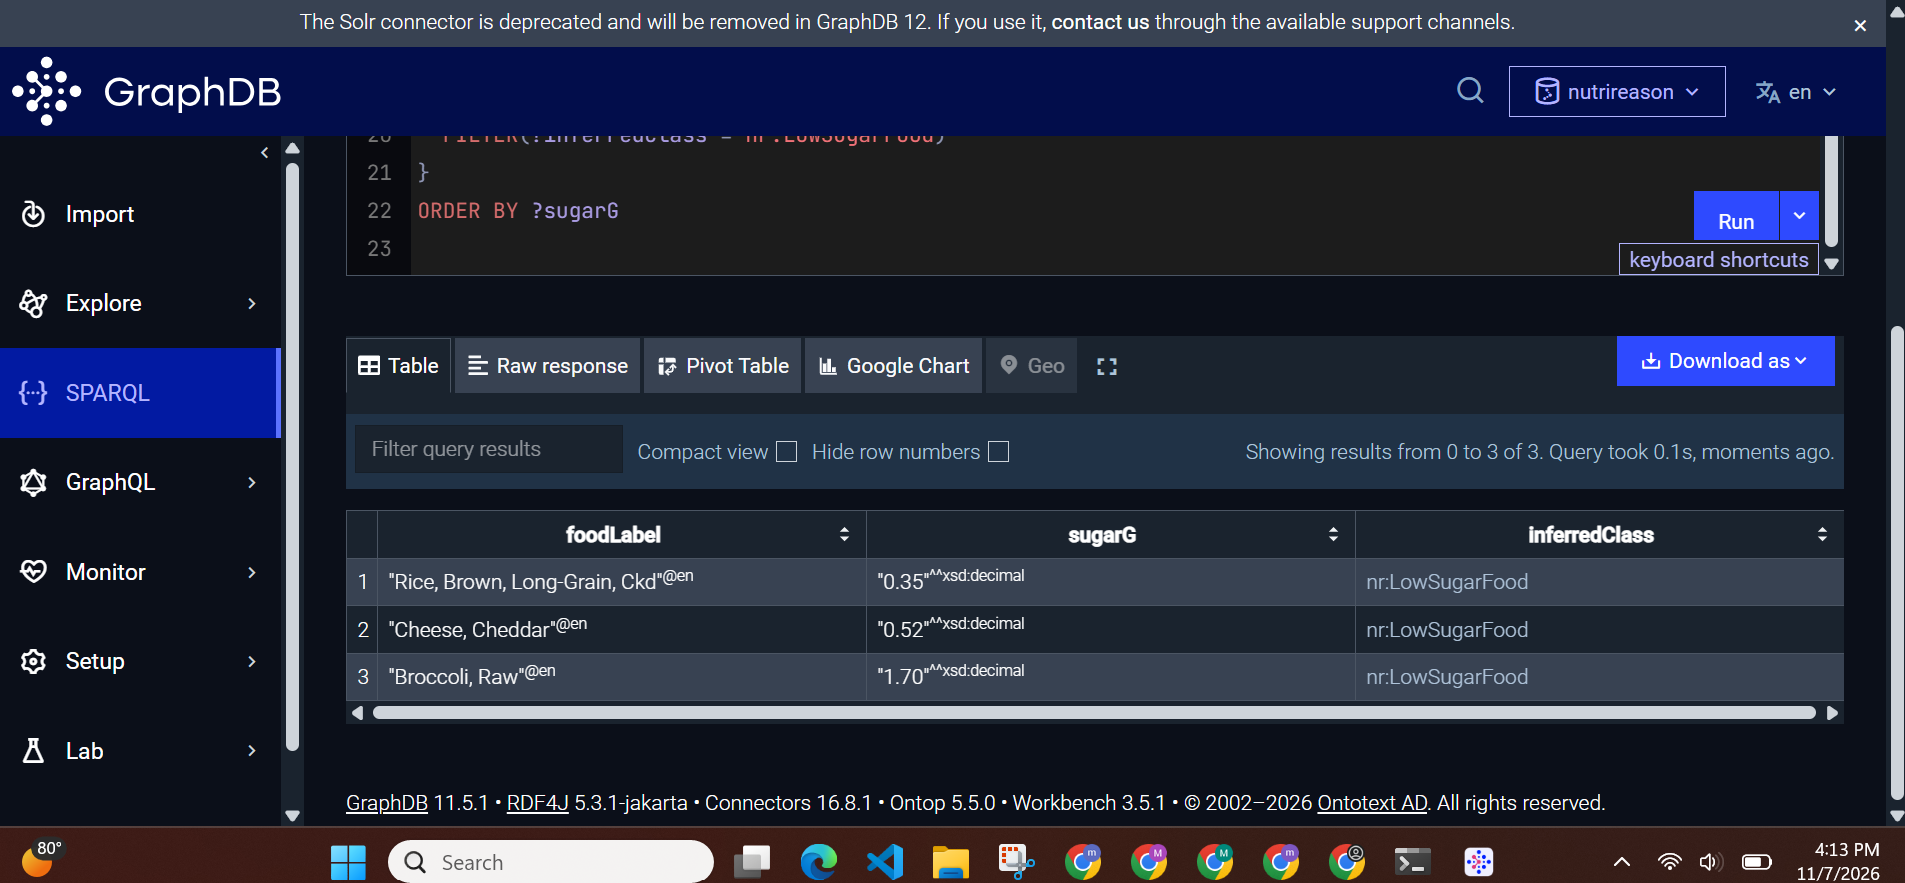 The Solr connector is deprecated and will be removed in GraphDB 12. If you use it, contact us through the available support channels.
GraphDB
nutrireason
en
Import
Explore
SPARQL
GraphQL
Monitor
Setup
Lab
20 FILTER(?inferredClass = nr:LowSugarFood)
21 }
22 ORDER BY ?sugarG
23
Run
keyboard shortcuts
Table Raw response Pivot Table Google Chart Geo
Download as
Filter query results Compact view Hide row numbers Showing results from 0 to 3 of 3. Query took 0.1s, moments ago.
foodLabel sugarG inferredClass
1 "Rice, Brown, Long-Grain, Ckd"@en "0.35"^^xsd:decimal nr:LowSugarFood
2 "Cheese, Cheddar"@en "0.52"^^xsd:decimal nr:LowSugarFood
3 "Broccoli, Raw"@en "1.70"^^xsd:decimal nr:LowSugarFood
GraphDB 11.5.1 • RDF4J 5.3.1-jakarta • Connectors 16.8.1 • Ontop 5.5.0 • Workbench 3.5.1 • © 2002–2026 Ontotext AD. All rights reserved.
80°
Search
m
M
M
m
4:13 PM
11/7/2026